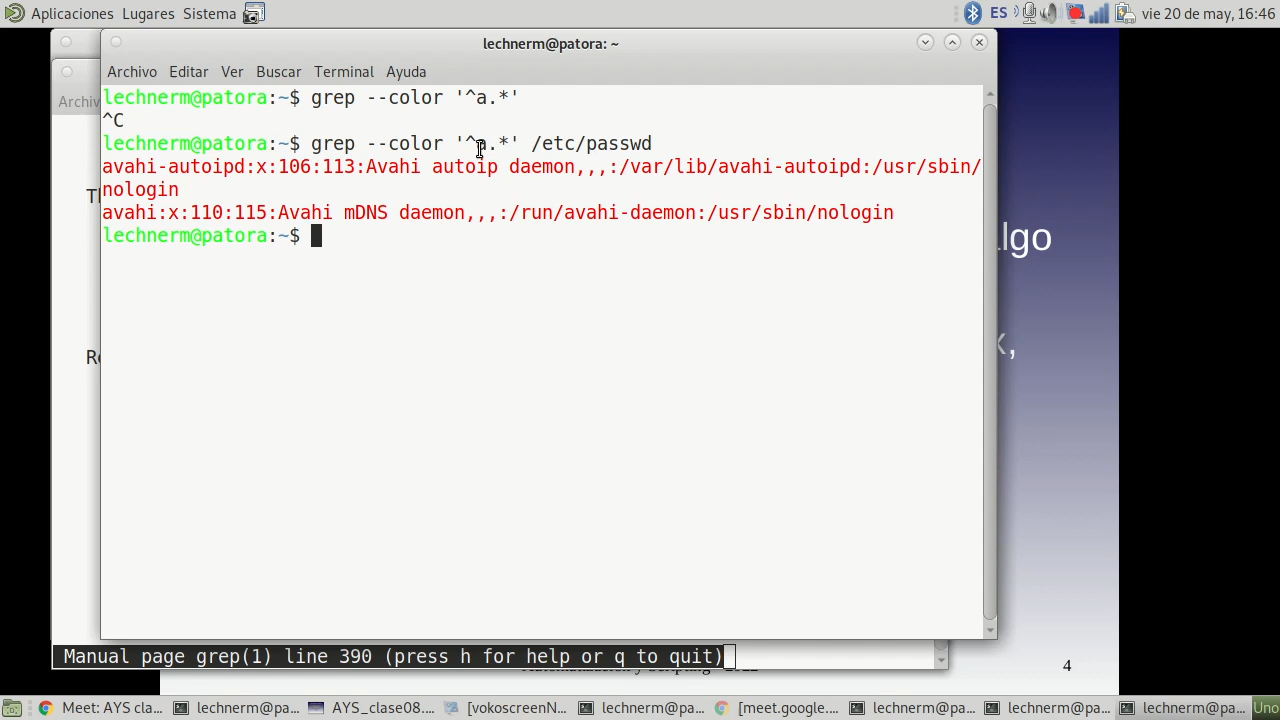 Aplicaciones Lugares Sistema
ES
vie 20 de may, 16:46
lechnerm@patora: ~
Archivo Editar Ver Buscar Terminal Ayuda
lechnerm@patora:~$ grep --color '^a.*'
^C
lechnerm@patora:~$ grep --color '^a.*' /etc/passwd
avahi-autoipd:x:106:113:Avahi autoip daemon,,,:/var/lib/avahi-autoipd:/usr/sbin/
nologin
avahi:x:110:115:Avahi mDNS daemon,,,:/run/avahi-daemon:/usr/sbin/nologin
lechnerm@patora:~$
Manual page grep(1) line 390 (press h for help or q to quit)
4
Meet: AYS cla... lechnerm@pa... AYS_clase08.... [vokoscreenN... lechnerm@pa... [meet.google.... lechnerm@pa... lechnerm@pa... lechnerm@pa... Uno